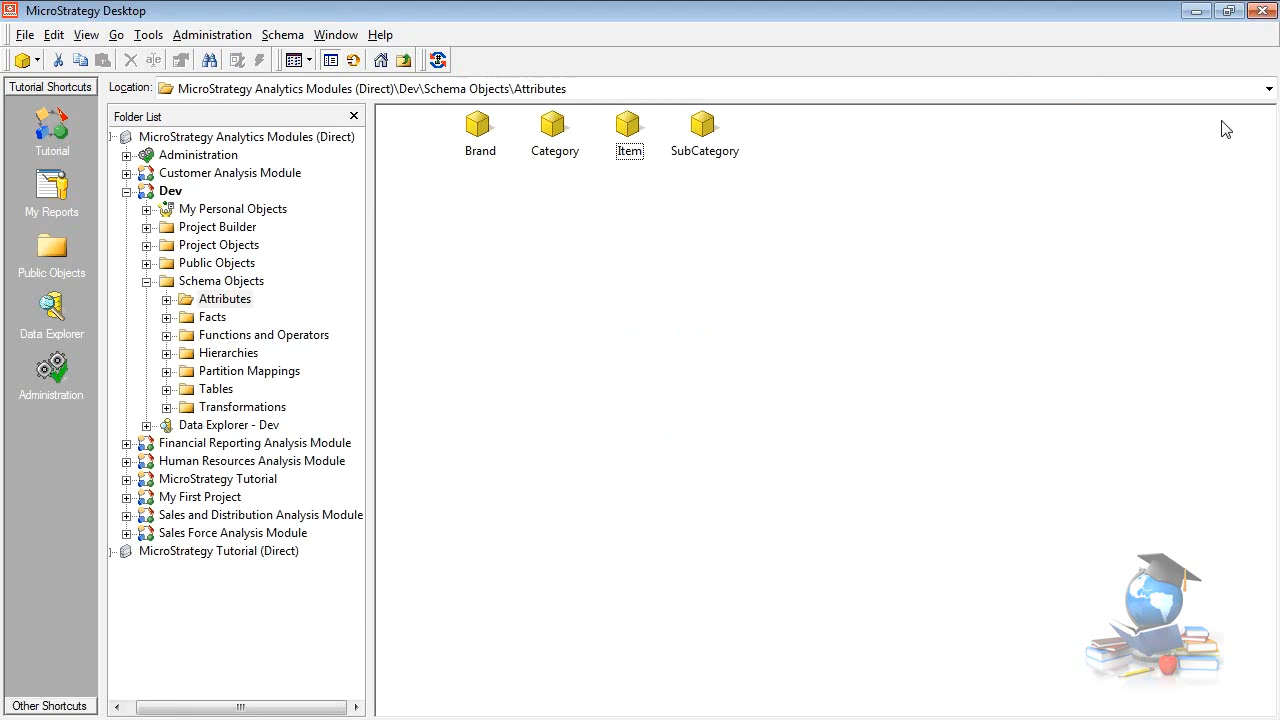 MicroStrategy Desktop
File Edit View Go Tools Administration Schema Window Help
Tutorial Shortcuts
Location: MicroStrategy Analytics Modules (Direct)\Dev\Schema Objects\Attributes
Tutorial
My Reports
Public Objects
Data Explorer
Administration
Other Shortcuts
Folder List
MicroStrategy Analytics Modules (Direct)
Administration
Customer Analysis Module
Dev
My Personal Objects
Project Builder
Project Objects
Public Objects
Schema Objects
Attributes
Facts
Functions and Operators
Hierarchies
Partition Mappings
Tables
Transformations
Data Explorer - Dev
Financial Reporting Analysis Module
Human Resources Analysis Module
MicroStrategy Tutorial
My First Project
Sales and Distribution Analysis Module
Sales Force Analysis Module
MicroStrategy Tutorial (Direct)
Brand Category Item SubCategory